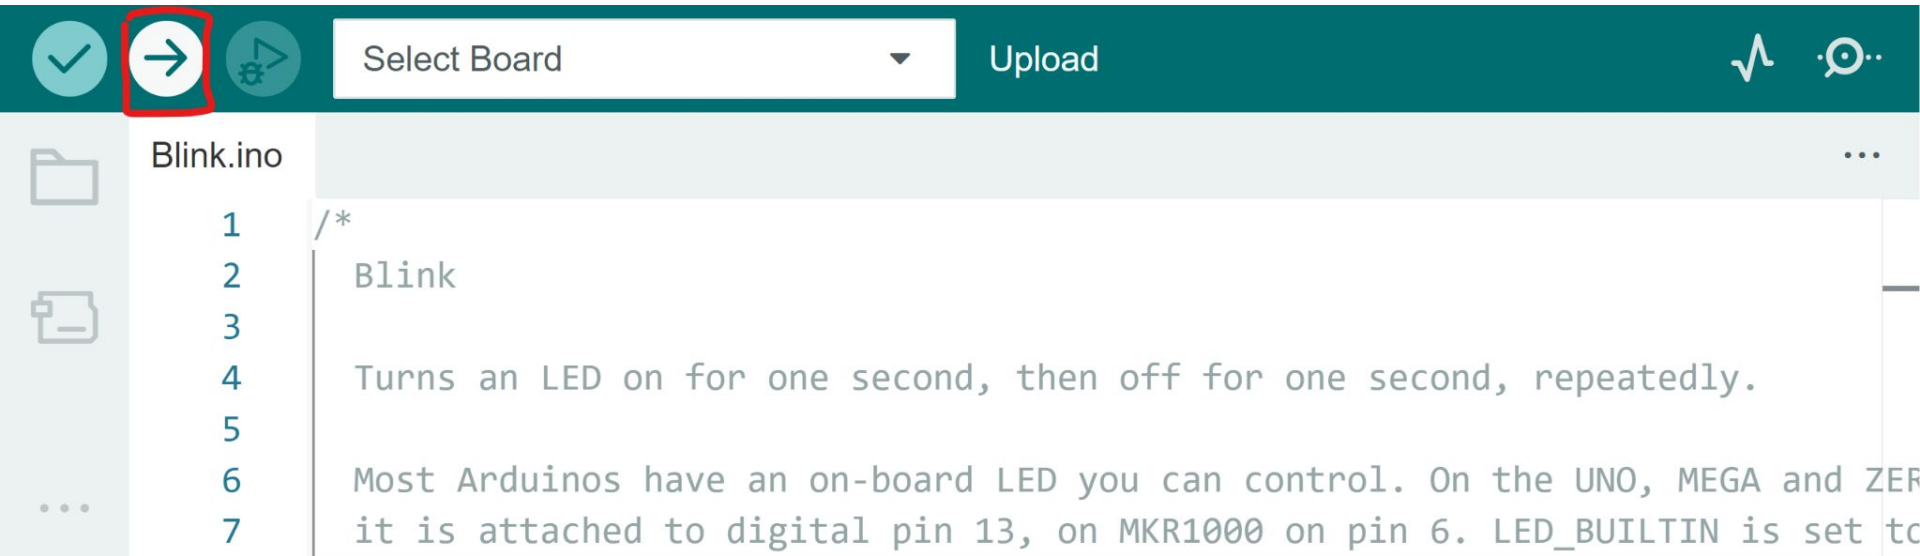 Select Board
Upload
Blink.ino
1 /*
2 Blink
3
4 Turns an LED on for one second, then off for one second, repeatedly.
5
6 Most Arduinos have an on-board LED you can control. On the UNO, MEGA and ZER
7 it is attached to digital pin 13, on MKR1000 on pin 6. LED_BUILTIN is set to